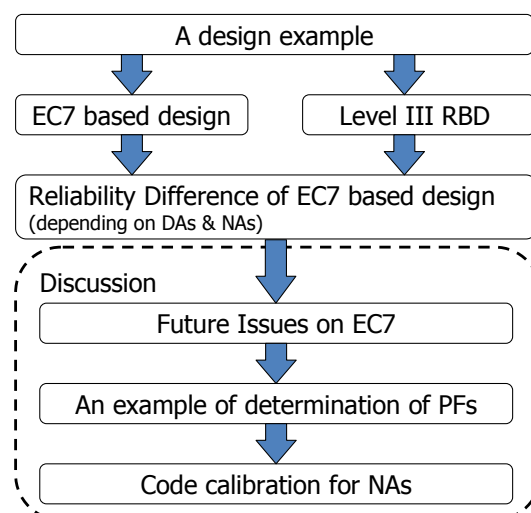 A design example
EC7 based design
Level III RBD
Reliability Difference of EC7 based design
(depending on DAs & NAs)
Discussion
Future Issues on EC7
An example of determination of PFs
Code calibration for NAs